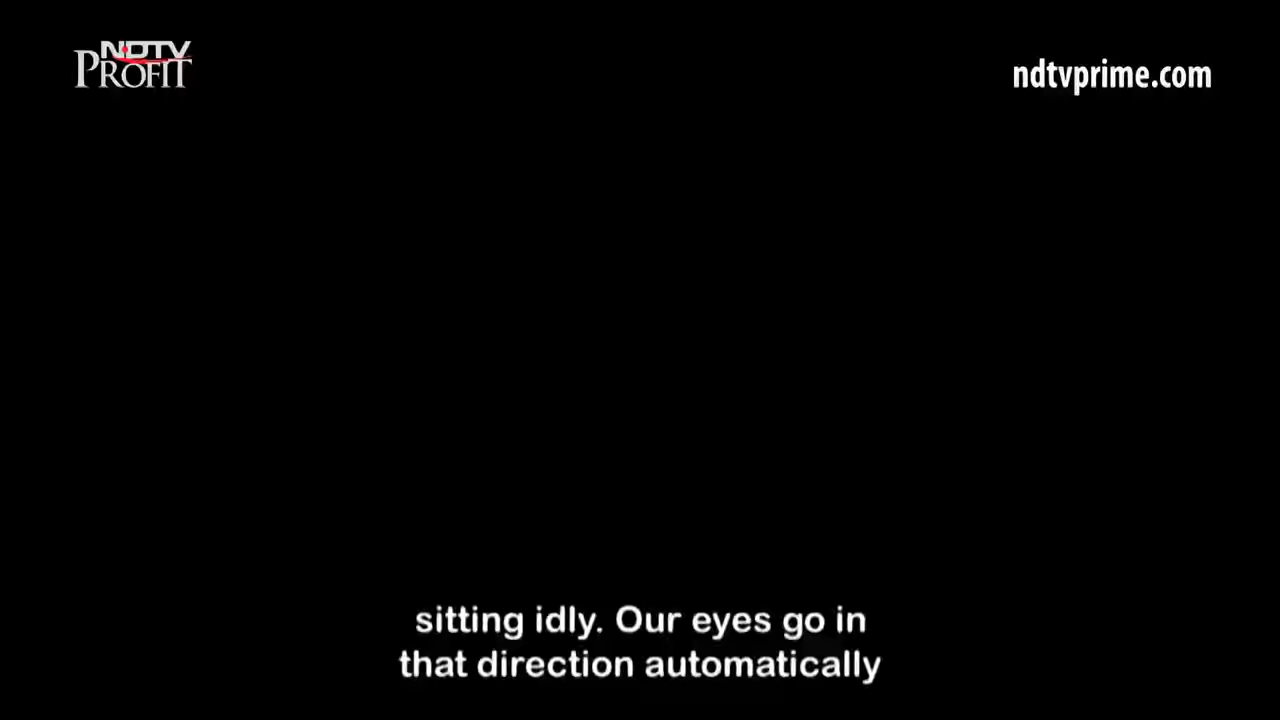 NDTV
PROFIT
ndtvprime.com
sitting idly. Our eyes go in
that direction automatically